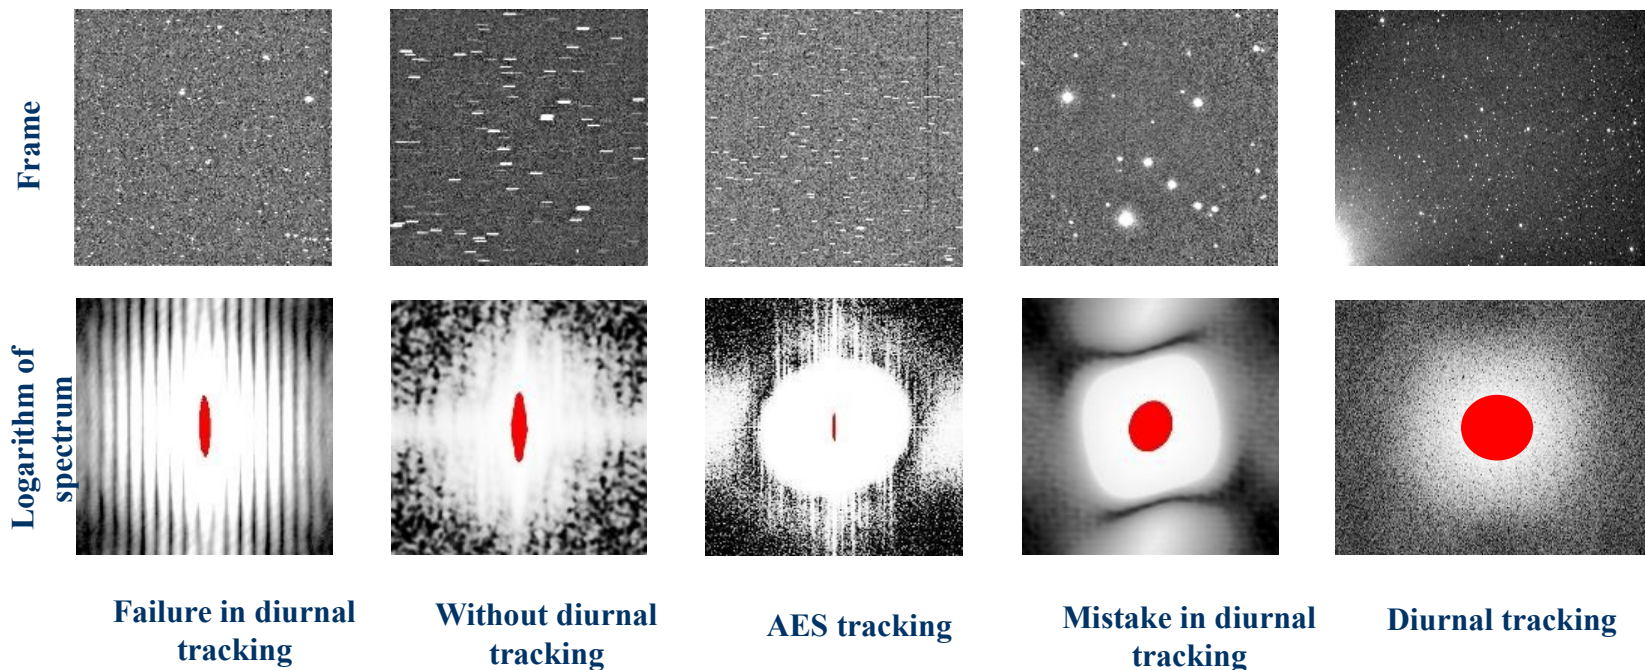 Frame
Logarithm of
spectrum
Failure in diurnal
tracking
Without diurnal
tracking
AES tracking
Mistake in diurnal
tracking
Diurnal tracking